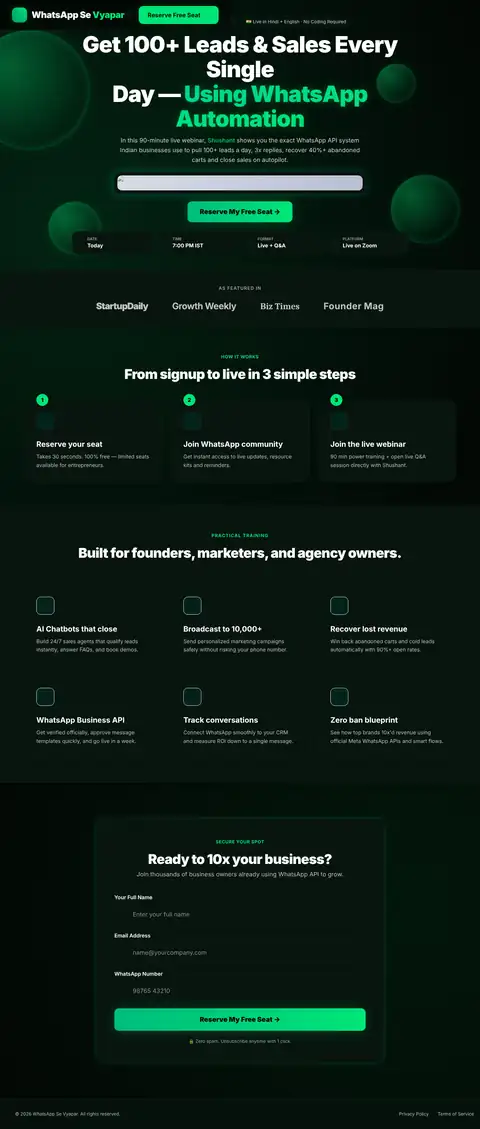 WhatsApp Se Vyapar
Reserve Free Seat
Live in Hindi + English · No Coding Required
Get 100+ Leads & Sales Every
Single
Day — Using WhatsApp
Automation
In this 90-minute live webinar, Shushant shows you the exact WhatsApp API system
Indian businesses use to pull 100+ leads a day, 3x replies, recover 40%+ abandoned
carts and close sales on autopilot.
Reserve My Free Seat →
DATE
Today
TIME
7:00 PM IST
FORMAT
Live + Q&A
PLATFORM
Live on Zoom
AS FEATURED IN
StartupDaily
Growth Weekly
Biz Times
Founder Mag
HOW IT WORKS
From signup to live in 3 simple steps
1
Reserve your seat
Takes 30 seconds. 100% free — limited seats
available for entrepreneurs.
2
Join WhatsApp community
Get instant access to live updates, resource
kits and reminders.
3
Join the live webinar
90 min power training + open live Q&A
session directly with Shushant.
PRACTICAL TRAINING
Built for founders, marketers, and agency owners.
AI Chatbots that close
Build 24/7 sales agents that qualify leads
instantly, answer FAQs, and book demos.
Broadcast to 10,000+
Send personalized marketing campaigns
safely without risking your phone number.
Recover lost revenue
Win back abandoned carts and cold leads
automatically with 90%+ open rates.
WhatsApp Business API
Get verified officially, approve message
templates quickly, and go live in a week.
Track conversations
Connect WhatsApp smoothly to your CRM
and measure ROI down to a single message.
Zero ban blueprint
See how top brands 10x'd revenue using
official Meta WhatsApp APIs and smart flows.
SECURE YOUR SPOT
Ready to 10x your business?
Join thousands of business owners already using WhatsApp API to grow.
Your Full Name
Enter your full name
Email Address
name@yourcompany.com
WhatsApp Number
98765 43210
Reserve My Free Seat →
Zero spam. Unsubscribe anytime with 1 click.
© 2026 WhatsApp Se Vyapar. All rights reserved.
Privacy Policy
Terms of Service